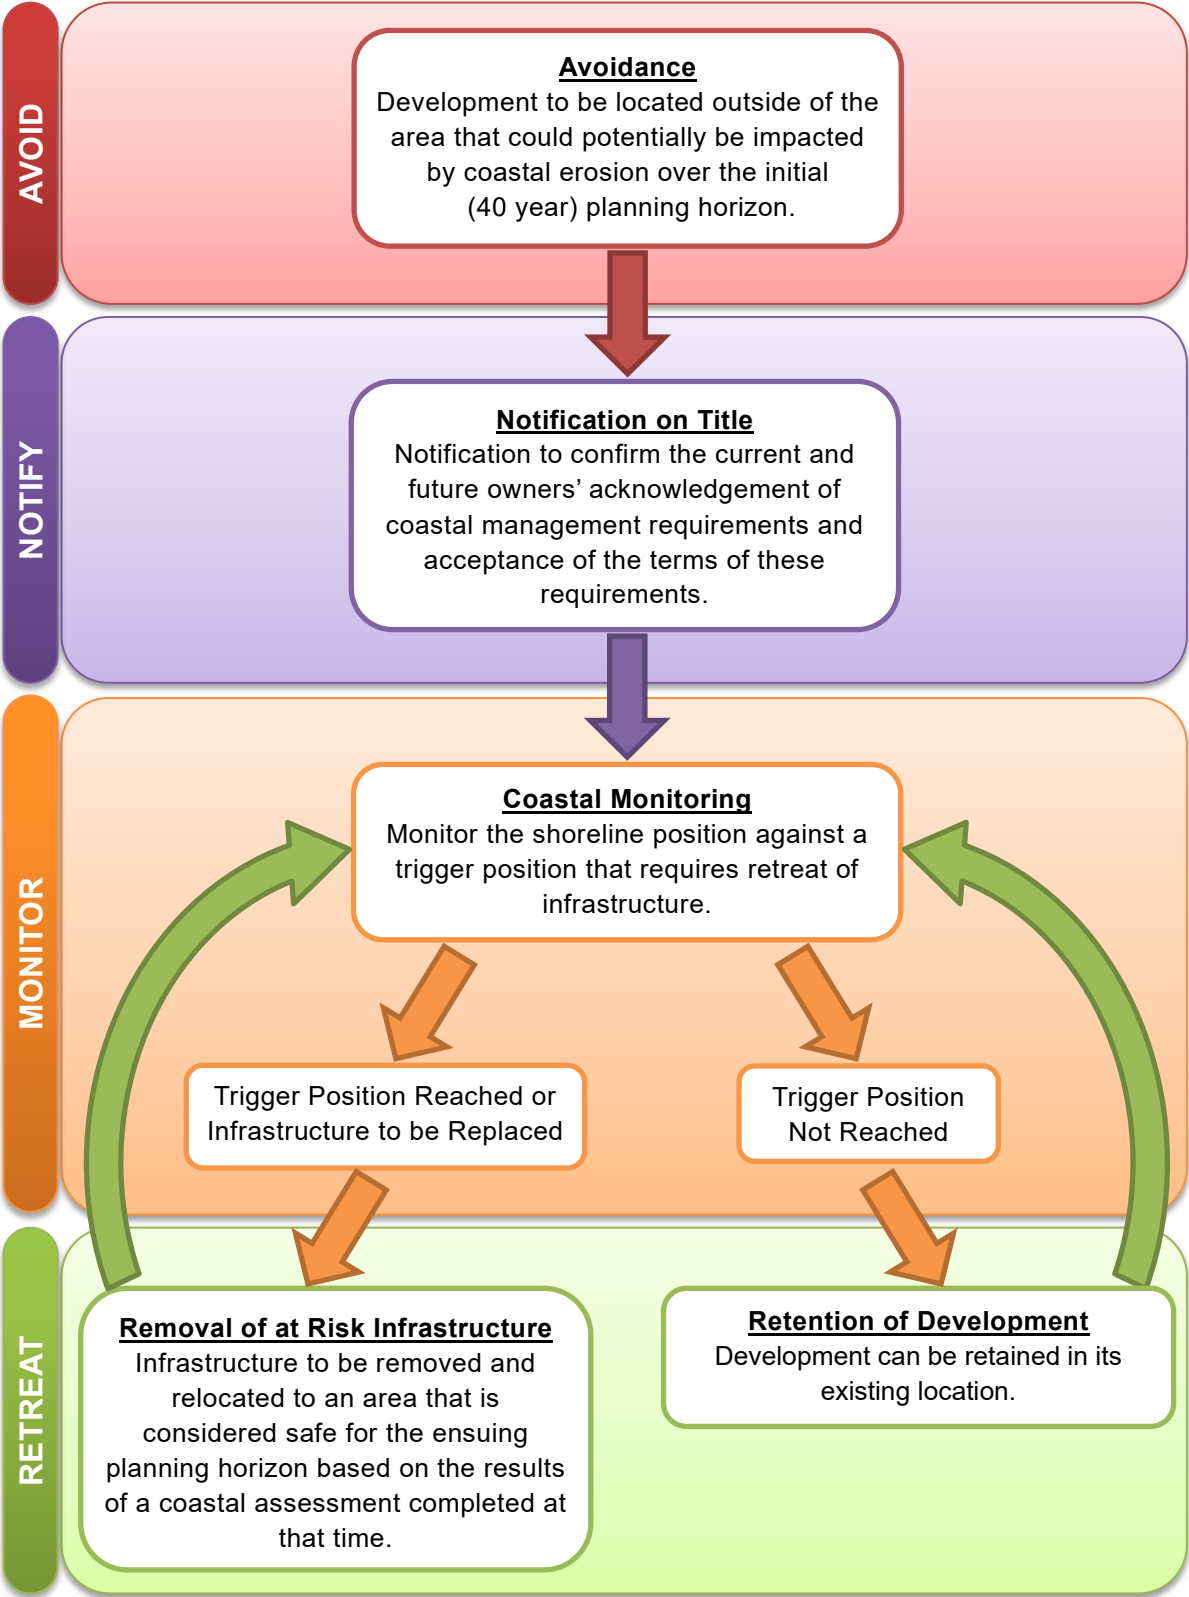 AVOID
Avoidance
Development to be located outside of the
area that could potentially be impacted
by coastal erosion over the initial
(40 year) planning horizon.
NOTIFY
Notification on Title
Notification to confirm the current and
future owners’ acknowledgement of
coastal management requirements and
acceptance of the terms of these
requirements.
MONITOR
Coastal Monitoring
Monitor the shoreline position against a
trigger position that requires retreat of
infrastructure.
Trigger Position Reached or
Infrastructure to be Replaced
Trigger Position
Not Reached
RETREAT
Removal of at Risk Infrastructure
Infrastructure to be removed and
relocated to an area that is
considered safe for the ensuing
planning horizon based on the results
of a coastal assessment completed at
that time.
Retention of Development
Development can be retained in its
existing location.